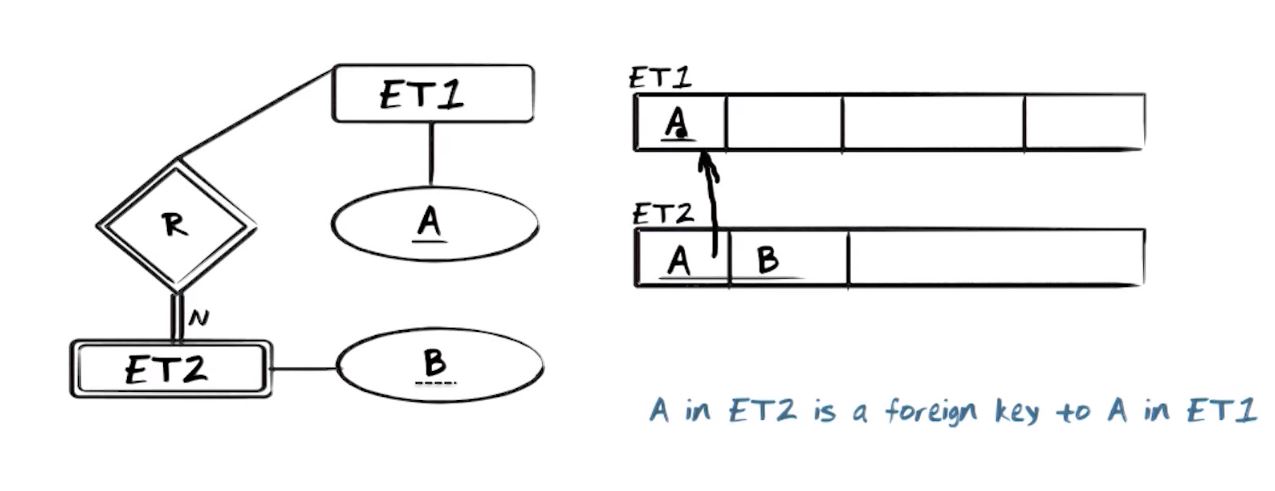 ET1
A
R
N
ET2
B
ET1
A
ET2
A B
A in ET2 is a foreign key to A in ET1